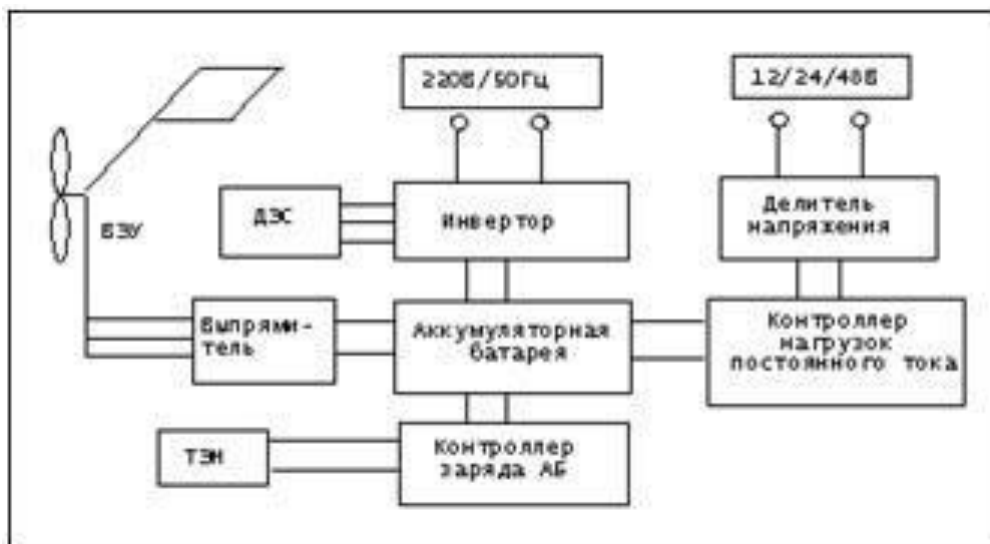 220В/50Гц
12/24/48В
ДЭС
Инвертор
Делитель
напряжения
ВЭУ
Выпрями-
тель
Аккумуляторная
батарея
Контроллер
нагрузок
постоянного тока
ТЭН
Контроллер
заряда АБ